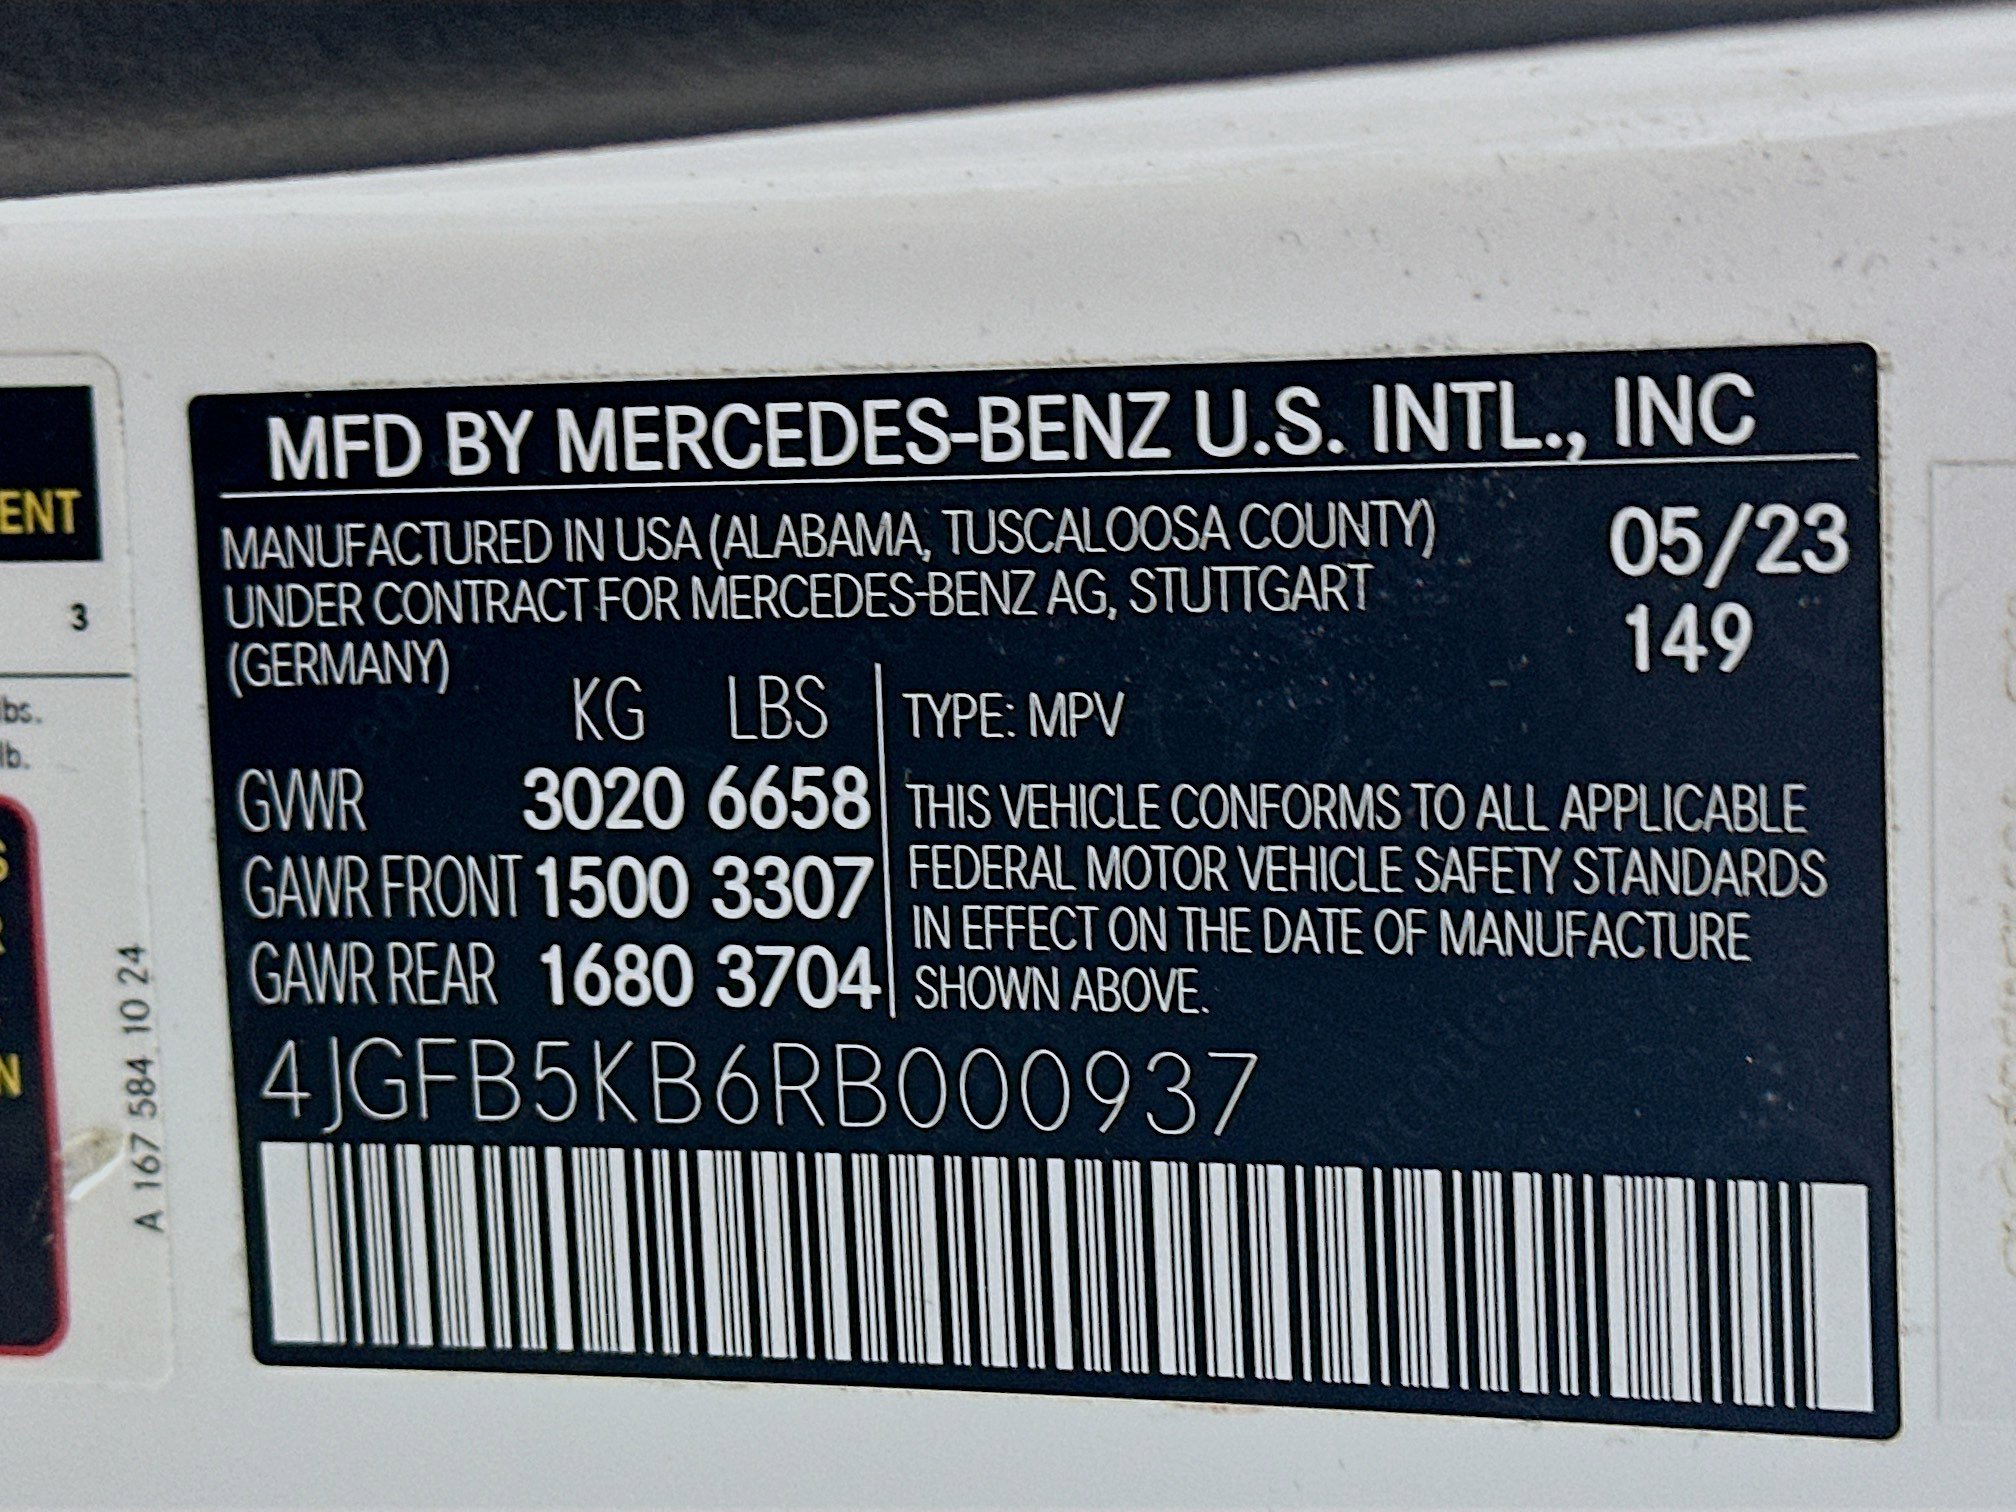 MFD BY MERCEDES-BENZ U.S. INTL., INC
MANUFACTURED IN USA (ALABAMA, TUSCALOOSA COUNTY) 05/23
UNDER CONTRACT FOR MERCEDES-BENZ AG, STUTTGART 149
(GERMANY)
KG LBS
GVWR 3020 6658
GAWR FRONT 1500 3307
GAWR REAR 1680 3704
TYPE: MPV
THIS VEHICLE CONFORMS TO ALL APPLICABLE
FEDERAL MOTOR VEHICLE SAFETY STANDARDS
IN EFFECT ON THE DATE OF MANUFACTURE
SHOWN ABOVE.
4JGFB5KB6RB000937
A 167 584 10 24
ENT
3
lbs.
lb.
S
N